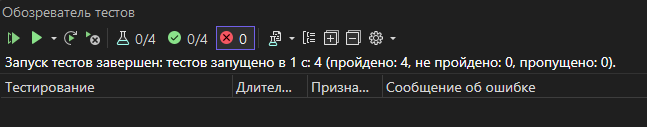 Обозреватель тестов
0/4 0/4 0
Запуск тестов завершен: тестов запущено в 1 с: 4 (пройдено: 4, не пройдено: 0, пропущено: 0).
Тестирование Длител... Призна... Сообщение об ошибке